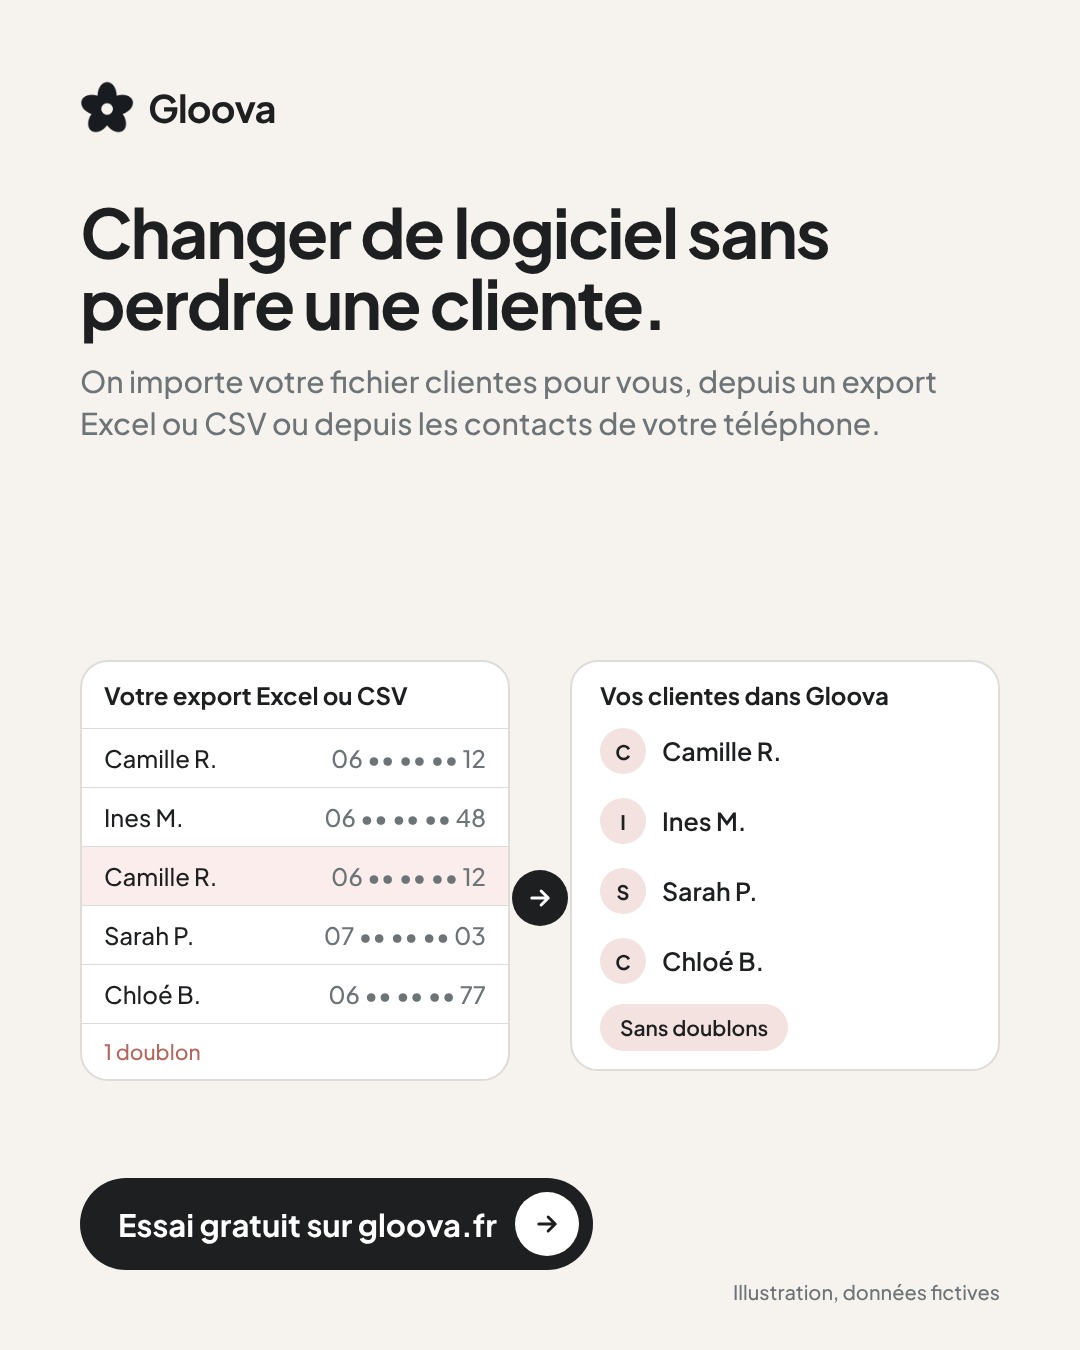 Gloova
Changer de logiciel sans
perdre une cliente.
On importe votre fichier clientes pour vous, depuis un export
Excel ou CSV ou depuis les contacts de votre téléphone.
Votre export Excel ou CSV
Camille R. 06 •• •• •• 12
Ines M. 06 •• •• •• 48
Camille R. 06 •• •• •• 12
Sarah P. 07 •• •• •• 03
Chloé B. 06 •• •• •• 77
1 doublon
Vos clientes dans Gloova
C Camille R.
I Ines M.
S Sarah P.
C Chloé B.
Sans doublons
Essai gratuit sur gloova.fr
Illustration, données fictives